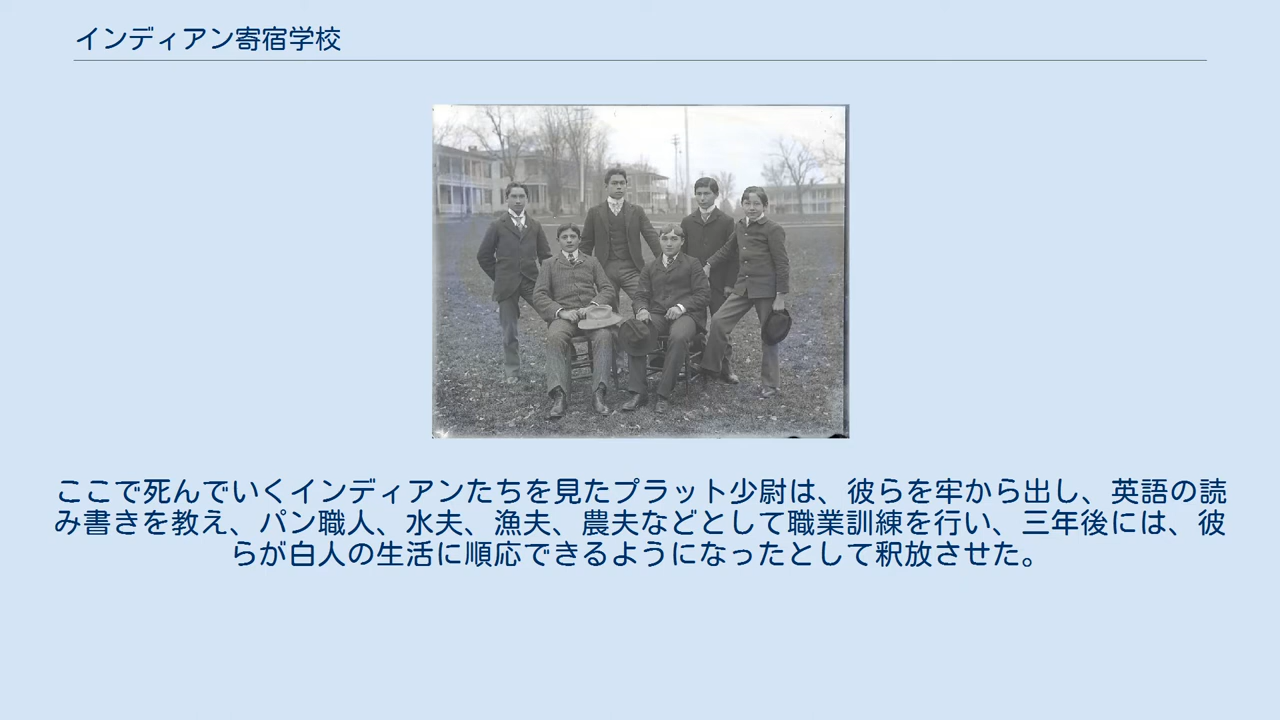 インディアン寄宿学校
ここで死んでいくインディアンたちを見たプラット少尉は、彼らを牢から出し、英語の読
み書きを教え、パン職人、水夫、漁夫、農夫などとして職業訓練を行い、三年後には、彼
らが白人の生活に順応できるようになったとして釈放させた。